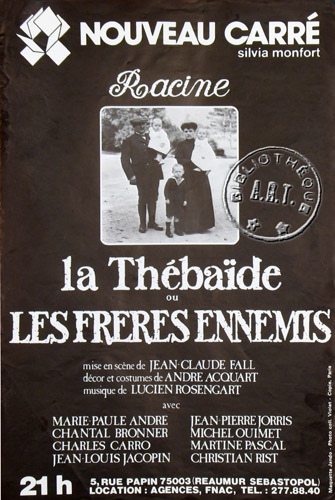 NOUVEAU CARRÉ
silvia monfort
Racine
BIBLIOTHÈQUE
A.R.T.
la Thébaïde
ou
LES FRERES ENNEMIS
mise en scène de JEAN-CLAUDE FALL
décor et costumes de ANDRE ACQUART
musique de LUCIEN ROSENGART
avec
MARIE-PAULE ANDRE
CHANTAL BRONNER
CHARLES CARRO
JEAN-LOUIS JACOPIN
JEAN-PIERRE JORRIS
MICHEL OUIMET
MARTINE PASCAL
CHRISTIAN RIST
21 h
5, RUE PAPIN 75003 (REAUMUR SEBASTOPOL)
LOCATION : AGENCES, FNAC, TEL. : 277.88.40